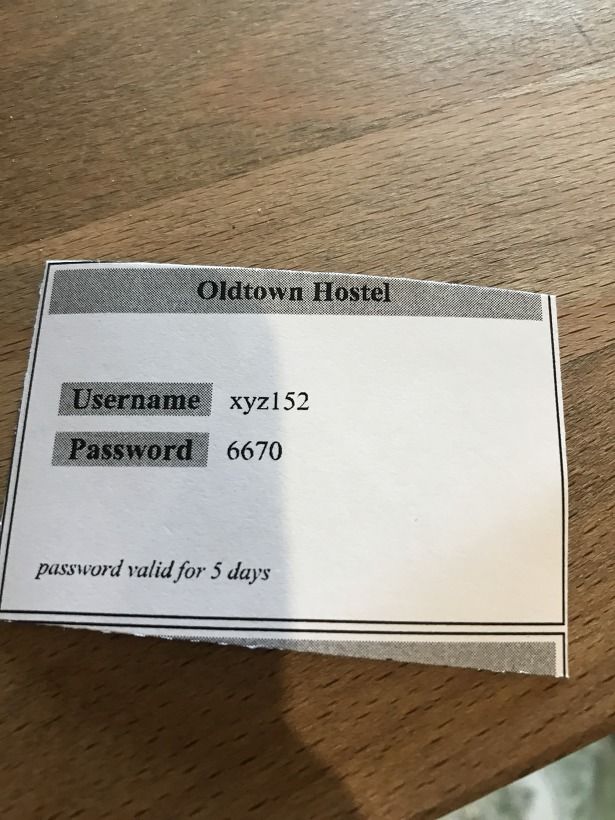 Oldtown Hostel
Username xyz152
Password 6670
password valid for 5 days